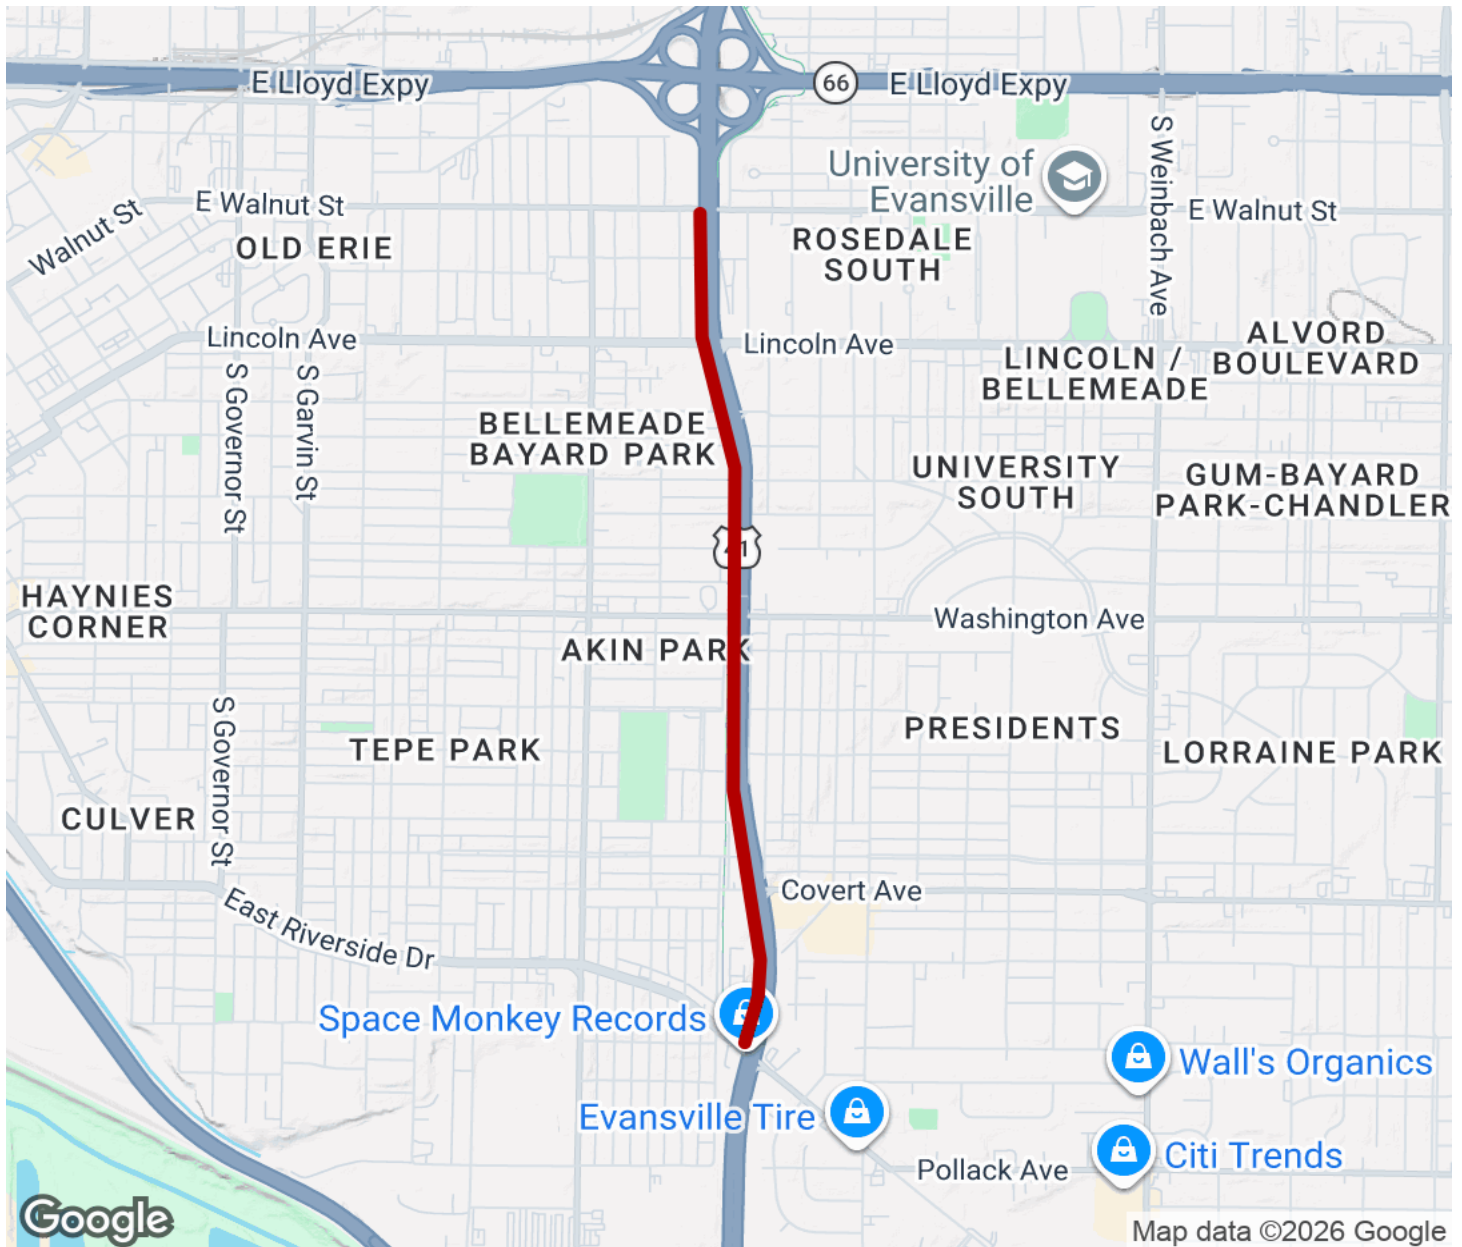 E Lloyd Expy
66
E Lloyd Expy
S Weinbach Ave
University of
Evansville
Walnut St
E Walnut St
E Walnut St
OLD ERIE
ROSEDALE
SOUTH
Lincoln Ave
Lincoln Ave
ALVORD
BOULEVARD
LINCOLN /
BELLEMEADE
S Governor St
S Garvin St
BELLEMEADE
BAYARD PARK
UNIVERSITY
SOUTH
GUM-BAYARD
PARK-CHANDLER
HAYNIES
CORNER
Washington Ave
AKIN PARK
S Governor St
TEPE PARK
PRESIDENTS
LORRAINE PARK
CULVER
Covert Ave
East Riverside Dr
Space Monkey Records
Wall's Organics
Evansville Tire
Citi Trends
Pollack Ave
Google
Map data ©2026 Google